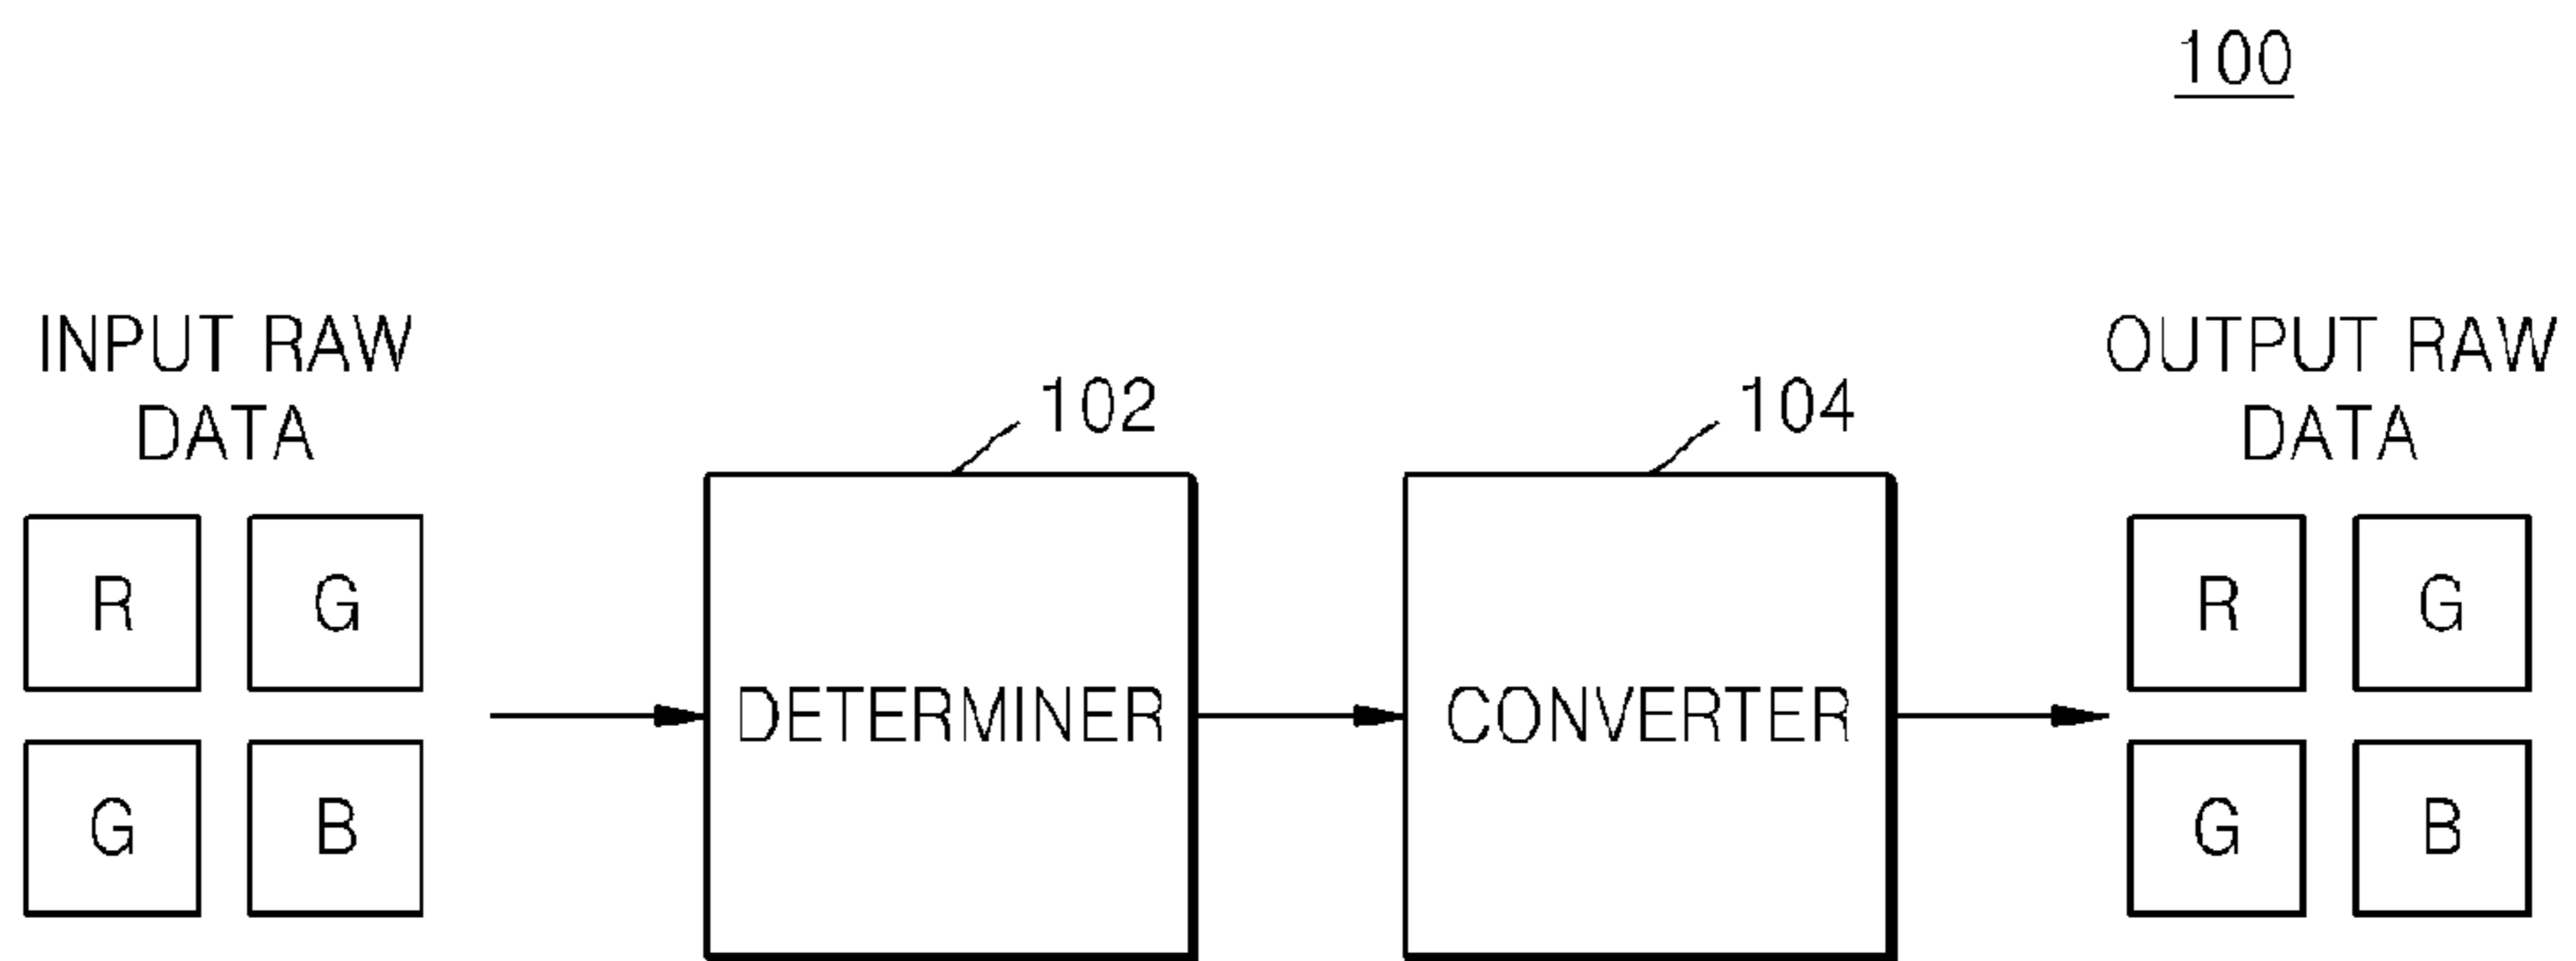 100
INPUT RAW
DATA
R G
G B
102
DETERMINER
104
CONVERTER
OUTPUT RAW
DATA
R G
G B